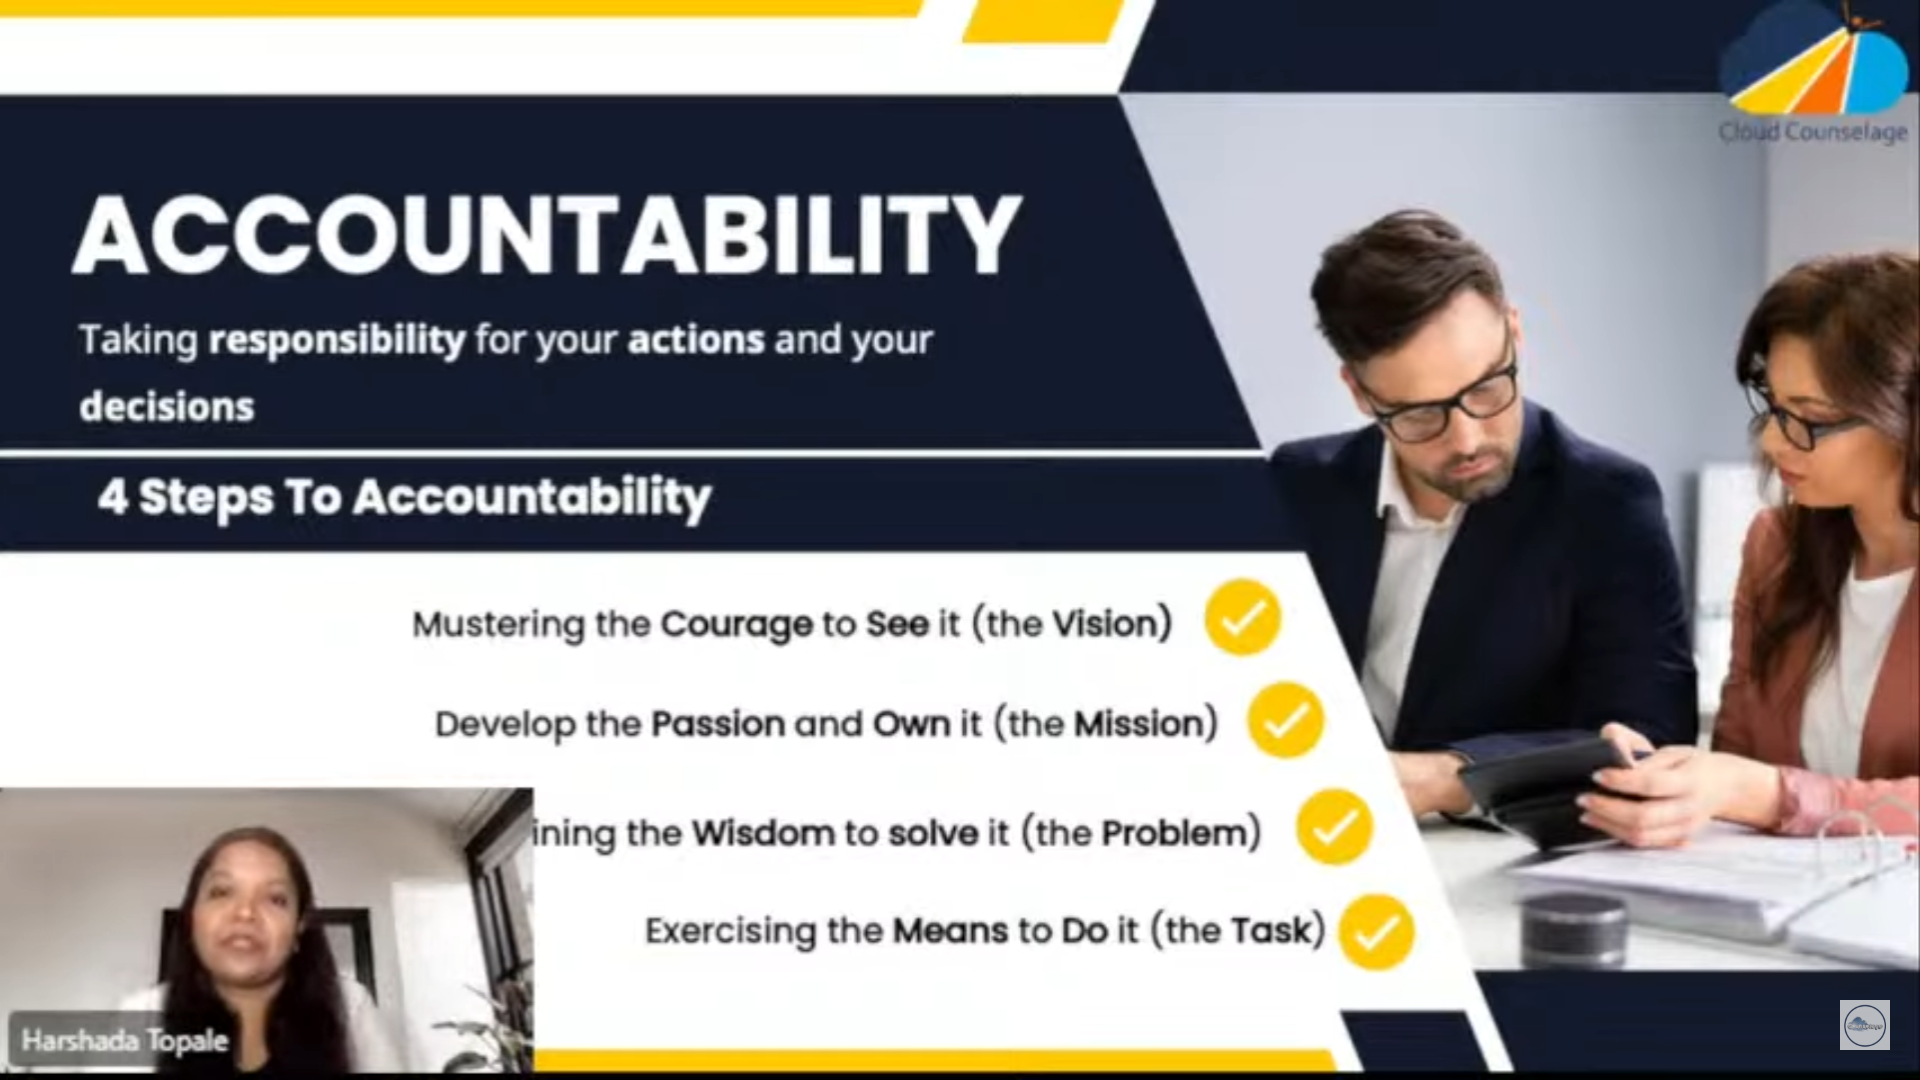 Cloud Counselage
ACCOUNTABILITY
Taking responsibility for your actions and your
decisions
4 Steps To Accountability
Mustering the Courage to See it (the Vision)
Develop the Passion and Own it (the Mission)
the Wisdom to solve it (the Problem)
Exercising the Means to Do it (the Task)
Harshada Topale